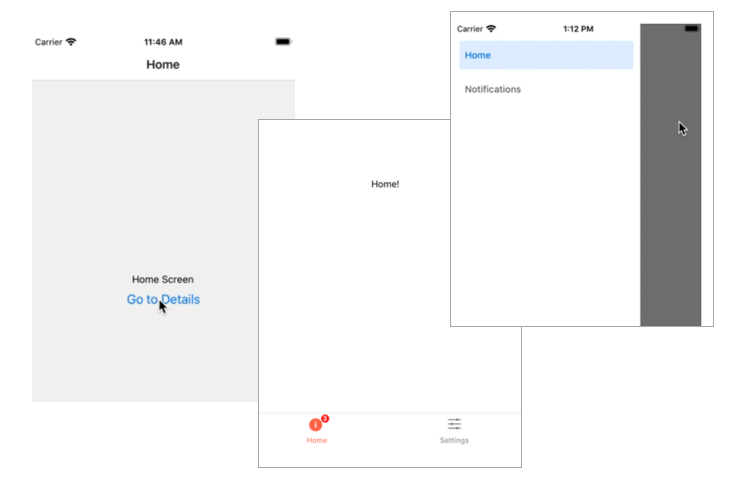 Carrier
11:46 AM
Home
Home Screen
Go to Details
Home!
3
Home
Settings
Carrier
1:12 PM
Home
Notifications